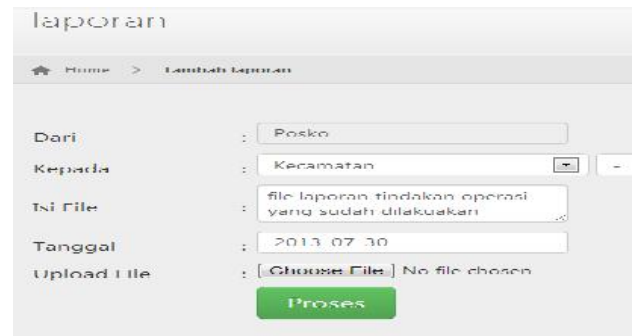 laporan
Home > Tambah laporan
Dari : Posko
Kepada : Kecamatan -
Isi File : file laporan tindakan operasi
yang sudah dilakuakan
Tanggal : 2013-07-30
Upload File : Choose File No file chosen
Proses